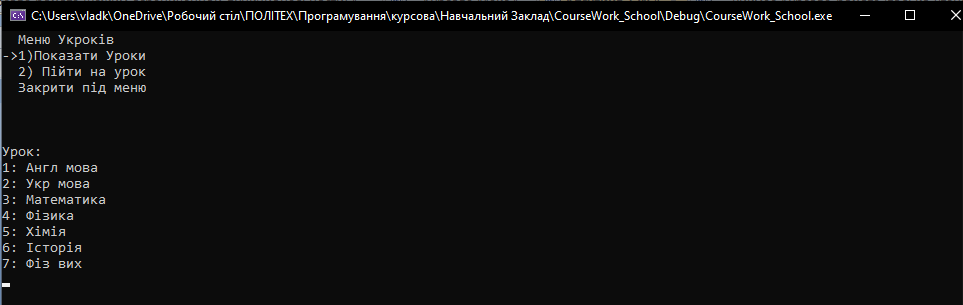 C:\Users\vladk\OneDrive\Робочий стіл\ПОЛІТЕХ\Програмування\курсова\Навчальний Заклад\CourseWork_School\Debug\CourseWork_School.exe
Меню Укроків
->1)Показати Уроки
2) Пійти на урок
Закрити під меню
Урок:
1: Англ мова
2: Укр мова
3: Математика
4: Фізика
5: Хімія
6: Історія
7: Фіз вих